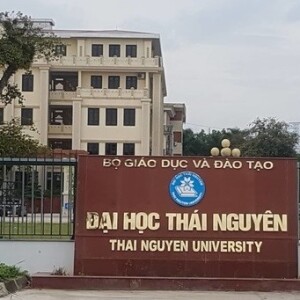 BỘ GIÁO DỤC VÀ ĐÀO TẠO
ĐẠI HỌC THÁI NGUYÊN
THAI NGUYEN UNIVERSITY